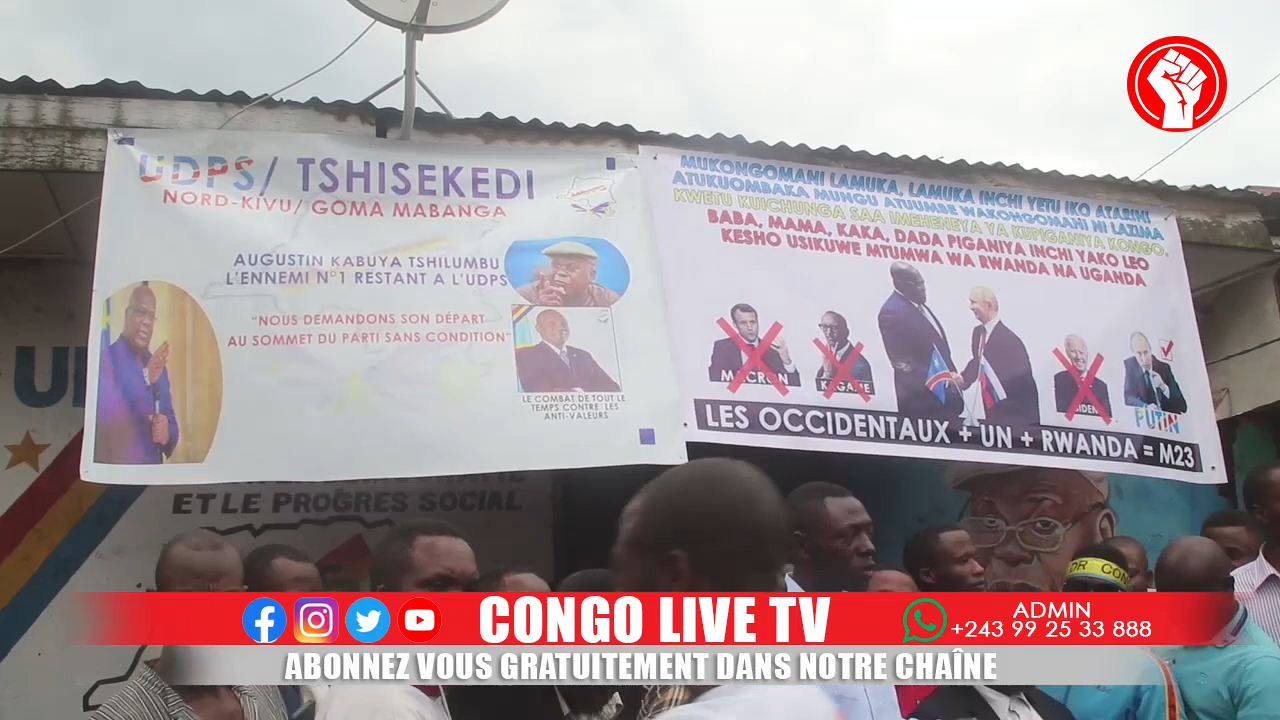 UDPS/ TSHISEKEDI
NORD-KIVU/ GOMA MABANGA
AUGUSTIN KABUYA TSHILUMBU
L'ENNEMI N°1 RESTANT A L'UDPS
"NOUS DEMANDONS SON DÉPART
AU SOMMET DU PARTI SANS CONDITION"
LE COMBAT DE TOUT LE
TEMPS CONTRE LES
ANTI-VALEURS
MUKONGOMANI LAMUKA, LAMUKA INCHI YETU IKO ATARINI
ATUKUOMBAKA MUNGU ATUUMBE WAKONGOMANI NI LAZIMA
KWETU KUICHUNGA SAA IMEHENEYA YA KUPIGANIYA KONGO.
BABA, MAMA, KAKA, DADA PIGANIYA INCHI YAKO LEO
KESHO USIKUWE MTUMWA WA RWANDA NA UGANDA
MACRON
KAGAME
BIDEN
PUTIN
LES OCCIDENTAUX + UN + RWANDA = M23
ET LE PROGRES SOCIAL
CONGO LIVE TV
ADMIN
+243 99 25 33 888
ABONNEZ VOUS GRATUITEMENT DANS NOTRE CHAÎNE